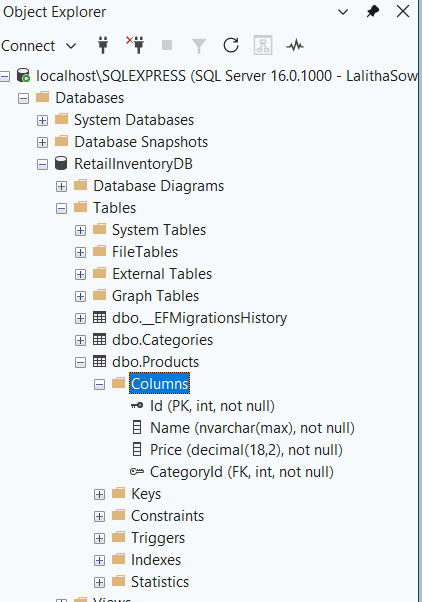 Object Explorer
Connect
localhost\SQLEXPRESS (SQL Server 16.0.1000 - LalithaSow
Databases
System Databases
Database Snapshots
RetailInventoryDB
Database Diagrams
Tables
System Tables
FileTables
External Tables
Graph Tables
dbo.__EFMigrationsHistory
dbo.Categories
dbo.Products
Columns
Id (PK, int, not null)
Name (nvarchar(max), not null)
Price (decimal(18,2), not null)
CategoryId (FK, int, not null)
Keys
Constraints
Triggers
Indexes
Statistics
Views